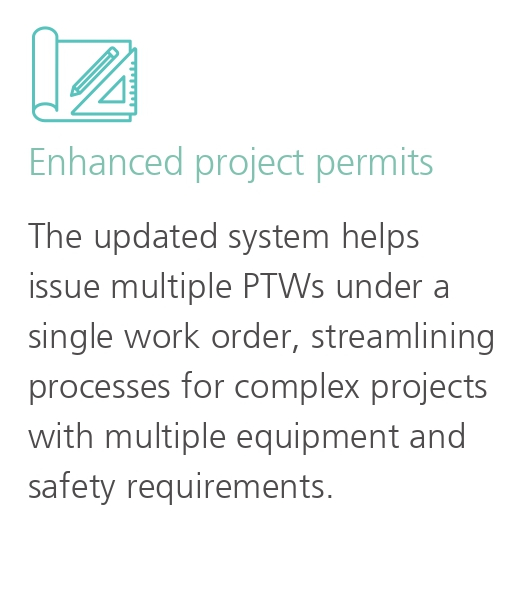 Enhanced project permits
The updated system helps
issue multiple PTWs under a
single work order, streamlining
processes for complex projects
with multiple equipment and
safety requirements.